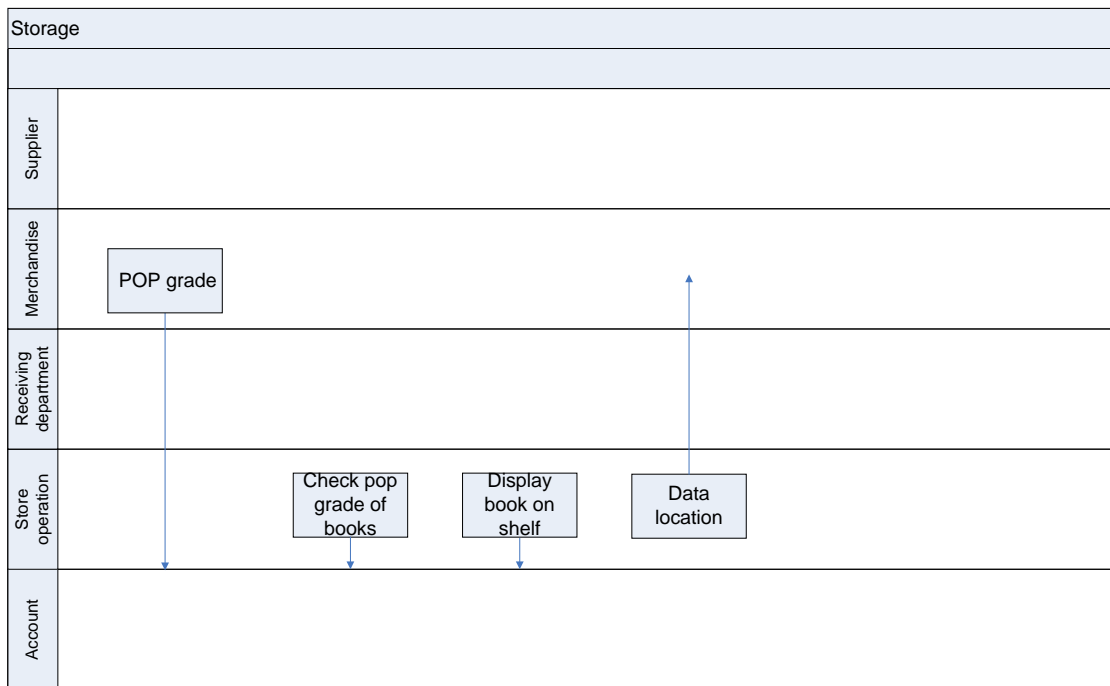 Storage
Supplier
Merchandise
POP grade
Receiving
department
Store
operation
Check pop
grade of
books
Display
book on
shelf
Data
location
Account